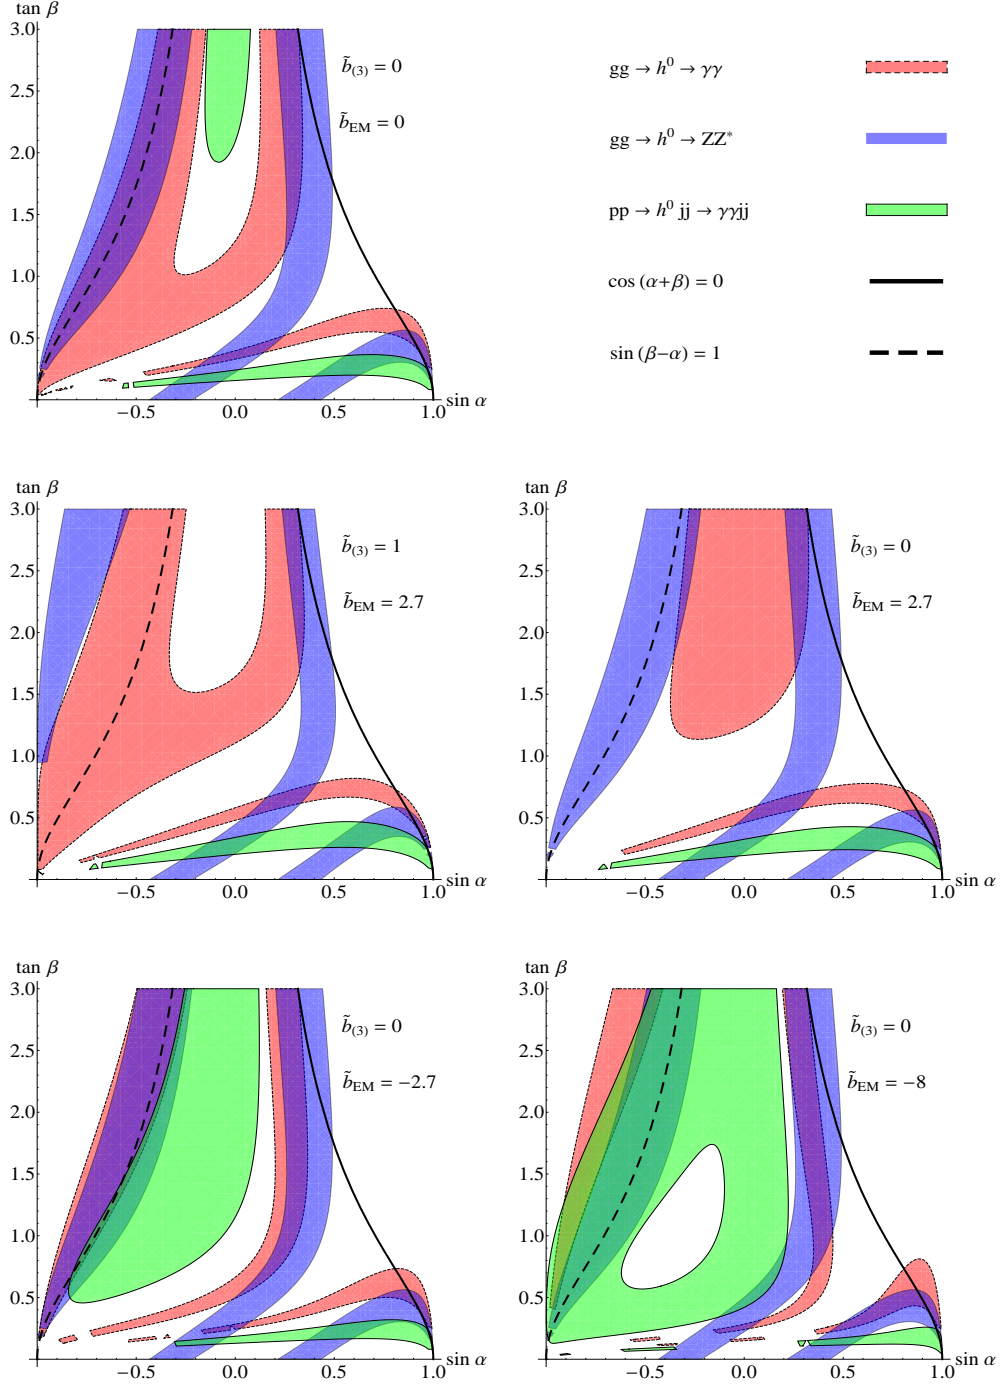 tan β
3.0
2.5
2.0
1.5
1.0
0.5
−0.5
0.0
0.5
1.0
sin α
b̃(3) = 0
b̃EM = 0
gg → h⁰ → γγ
gg → h⁰ → ZZ*
pp → h⁰ jj → γγjj
cos (α+β) = 0
sin (β−α) = 1
tan β
3.0
2.5
2.0
1.5
1.0
0.5
−0.5
0.0
0.5
1.0
sin α
b̃(3) = 1
b̃EM = 2.7
tan β
3.0
2.5
2.0
1.5
1.0
0.5
−0.5
0.0
0.5
1.0
sin α
b̃(3) = 0
b̃EM = 2.7
tan β
3.0
2.5
2.0
1.5
1.0
0.5
−0.5
0.0
0.5
1.0
sin α
b̃(3) = 0
b̃EM = −2.7
tan β
3.0
2.5
2.0
1.5
1.0
0.5
−0.5
0.0
0.5
1.0
sin α
b̃(3) = 0
b̃EM = −8